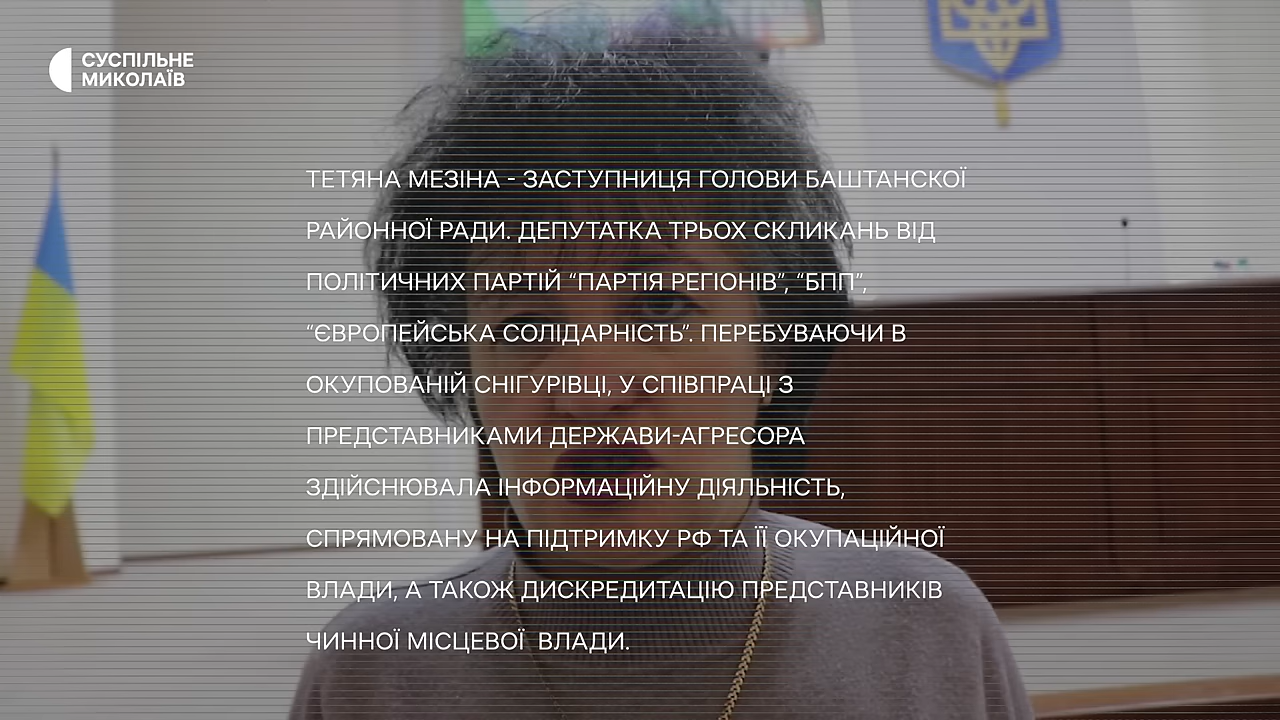 СУСПІЛЬНЕ
МИКОЛАЇВ
ТЕТЯНА МЕЗІНА - ЗАСТУПНИЦЯ ГОЛОВИ БАШТАНСКОЇ
РАЙОННОЇ РАДИ. ДЕПУТАТКА ТРЬОХ СКЛИКАНЬ ВІД
ПОЛІТИЧНИХ ПАРТІЙ “ПАРТІЯ РЕГІОНІВ”, “БПП”,
“ЄВРОПЕЙСЬКА СОЛІДАРНІСТЬ”. ПЕРЕБУВАЮЧИ В
ОКУПОВАНІЙ СНІГУРІВЦІ, У СПІВПРАЦІ З
ПРЕДСТАВНИКАМИ ДЕРЖАВИ-АГРЕСОРА
ЗДІЙСНЮВАЛА ІНФОРМАЦІЙНУ ДІЯЛЬНІСТЬ,
СПРЯМОВАНУ НА ПІДТРИМКУ РФ ТА ЇЇ ОКУПАЦІЙНОЇ
ВЛАДИ, А ТАКОЖ ДИСКРЕДИТАЦІЮ ПРЕДСТАВНИКІВ
ЧИННОЇ МІСЦЕВОЇ ВЛАДИ.